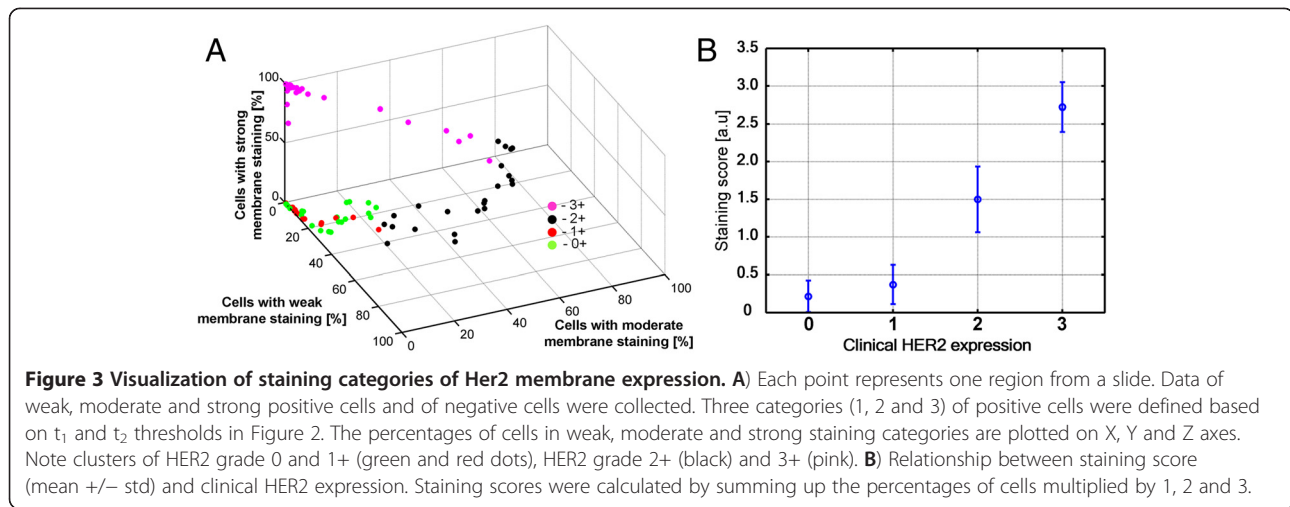 A
Cells with strong
membrane staining [%]
100
50
0
0
20
40
60
80
100
Cells with weak
membrane staining [%]
0
20
40
60
80
100
Cells with moderate
membrane staining [%]
- 3+
- 2+
- 1+
- 0+
B
Staining score [a.u]
3.5
3.0
2.5
2.0
1.5
1.0
0.5
0
0 1 2 3
Clinical HER2 expression
Figure 3 Visualization of staining categories of Her2 membrane expression. A) Each point represents one region from a slide. Data of
weak, moderate and strong positive cells and of negative cells were collected. Three categories (1, 2 and 3) of positive cells were defined based
on t₁ and t₂ thresholds in Figure 2. The percentages of cells in weak, moderate and strong staining categories are plotted on X, Y and Z axes.
Note clusters of HER2 grade 0 and 1+ (green and red dots), HER2 grade 2+ (black) and 3+ (pink). B) Relationship between staining score
(mean +/− std) and clinical HER2 expression. Staining scores were calculated by summing up the percentages of cells multiplied by 1, 2 and 3.